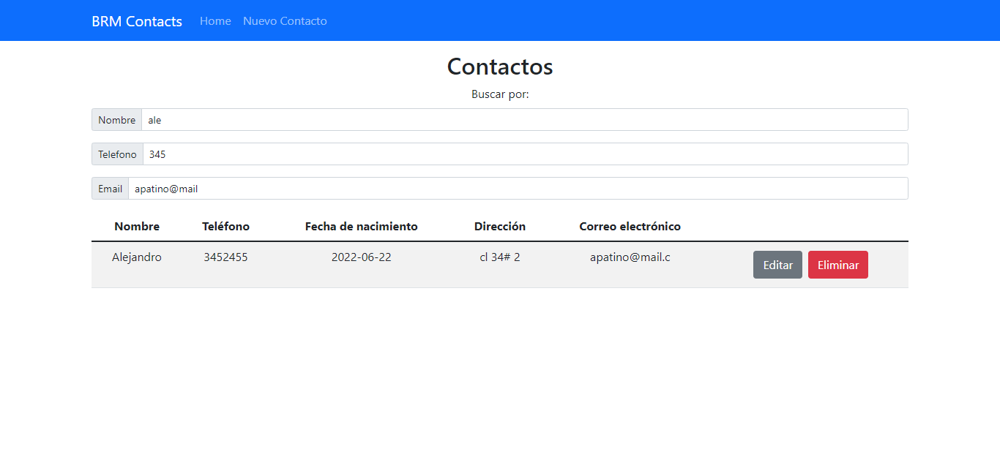 BRM Contacts Home Nuevo Contacto
Contactos
Buscar por:
Nombre ale
Telefono 345
Email apatino@mail
Nombre Teléfono Fecha de nacimiento Dirección Correo electrónico
Alejandro 3452455 2022-06-22 cl 34# 2 apatino@mail.c Editar Eliminar